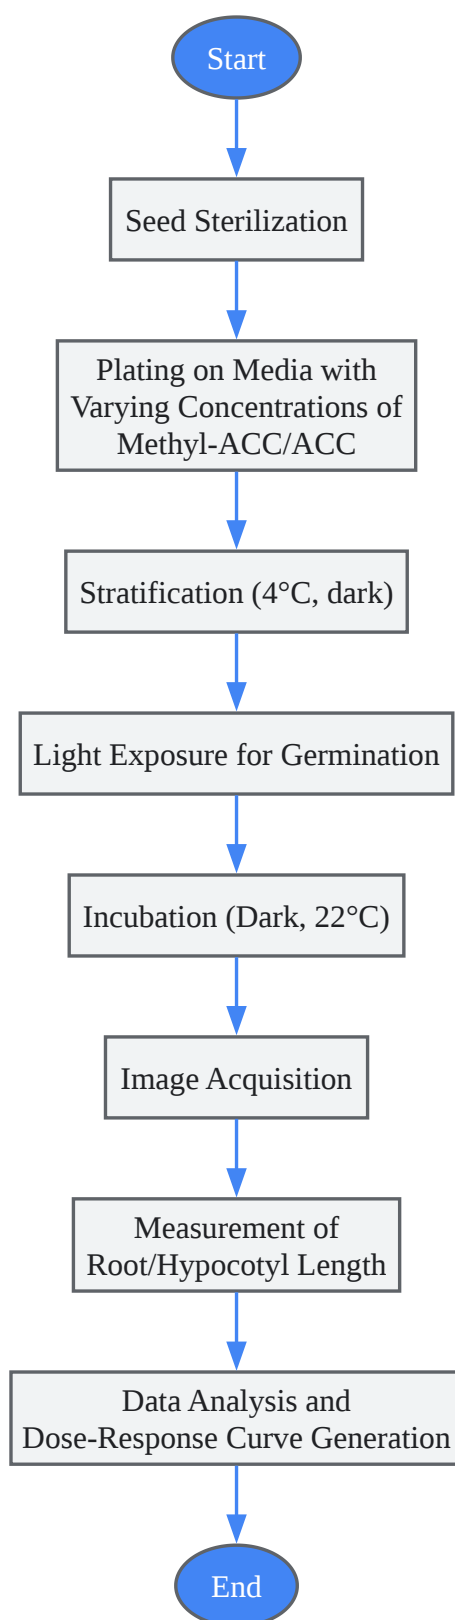 Start
Seed Sterilization
Plating on Media with
Varying Concentrations of
Methyl-ACC/ACC
Stratification (4°C, dark)
Light Exposure for Germination
Incubation (Dark, 22°C)
Image Acquisition
Measurement of
Root/Hypocotyl Length
Data Analysis and
Dose-Response Curve Generation
End